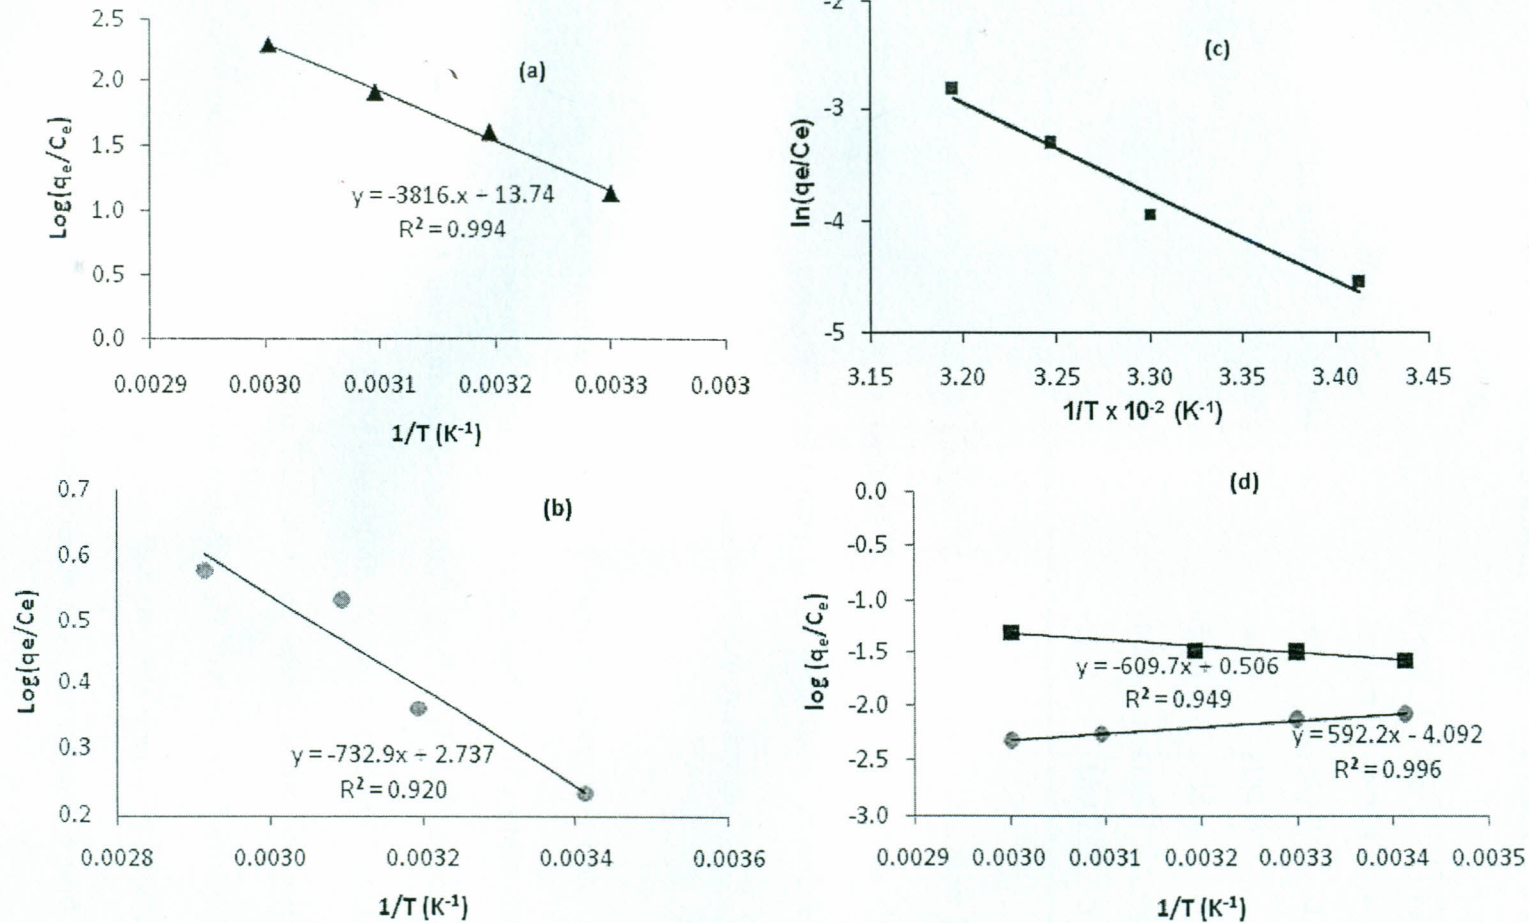 (a)
Log(qₑ/Cₑ)
2.5
2.0
1.5
1.0
0.5
0.0
y = -3816.x + 13.74
R² = 0.994
0.0029 0.0030 0.0031 0.0032 0.0033 0.003
1/T (K⁻¹)
(c)
ln(qe/Ce)
-2
-3
-4
-5
3.15 3.20 3.25 3.30 3.35 3.40 3.45
1/T x 10⁻² (K⁻¹)
(b)
Log(qe/Ce)
0.7
0.6
0.5
0.4
0.3
0.2
y = -732.9x + 2.737
R² = 0.920
0.0028 0.0030 0.0032 0.0034 0.0036
1/T (K⁻¹)
(d)
log (qₑ/Cₑ)
0.0
-0.5
-1.0
-1.5
-2.0
-2.5
-3.0
y = -609.7x + 0.506
R² = 0.949
y = 592.2x - 4.092
R² = 0.996
0.0029 0.0030 0.0031 0.0032 0.0033 0.0034 0.0035
1/T (K⁻¹)